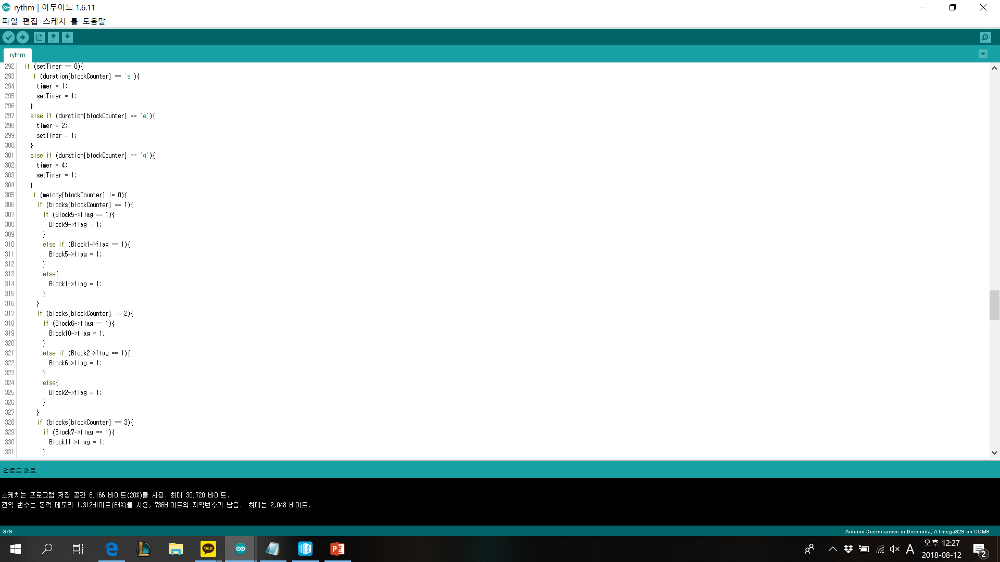 rythm | 아두이노 1.6.11
파일 편집 스케치 툴 도움말
rythm
292 if (setTimer == 0){
293 if (duration[blockCounter] == 's'){
294 timer = 1;
295 setTimer = 1;
296 }
297 else if (duration[blockCounter] == 'e'){
298 timer = 2;
299 setTimer = 1;
300 }
301 else if (duration[blockCounter] == 'q'){
302 timer = 4;
303 setTimer = 1;
304 }
305 if (melody[blockCounter] != 0){
306 if (blocks[blockCounter] == 1){
307 if (Block5->flag == 1){
308 Block9->flag = 1;
309 }
310 else if (Block1->flag == 1){
311 Block5->flag = 1;
312 }
313 else{
314 Block1->flag = 1;
315 }
316 }
317 if (blocks[blockCounter] == 2){
318 if (Block6->flag == 1){
319 Block10->flag = 1;
320 }
321 else if (Block2->flag == 1){
322 Block6->flag = 1;
323 }
324 else{
325 Block2->flag = 1;
326 }
327 }
328 if (blocks[blockCounter] == 3){
329 if (Block7->flag == 1){
330 Block11->flag = 1;
331 }
업로드 완료.
스케치는 프로그램 저장 공간 6,166 바이트(20%)를 사용. 최대 30,720 바이트.
전역 변수는 동적 메모리 1,312바이트(64%)를 사용, 736바이트의 지역변수가 남음.  최대는 2,048 바이트.
378
Arduino Duemilanove or Diecimila, ATmega328 on COM8
TALK
A
오후 12:27
2018-08-12
2